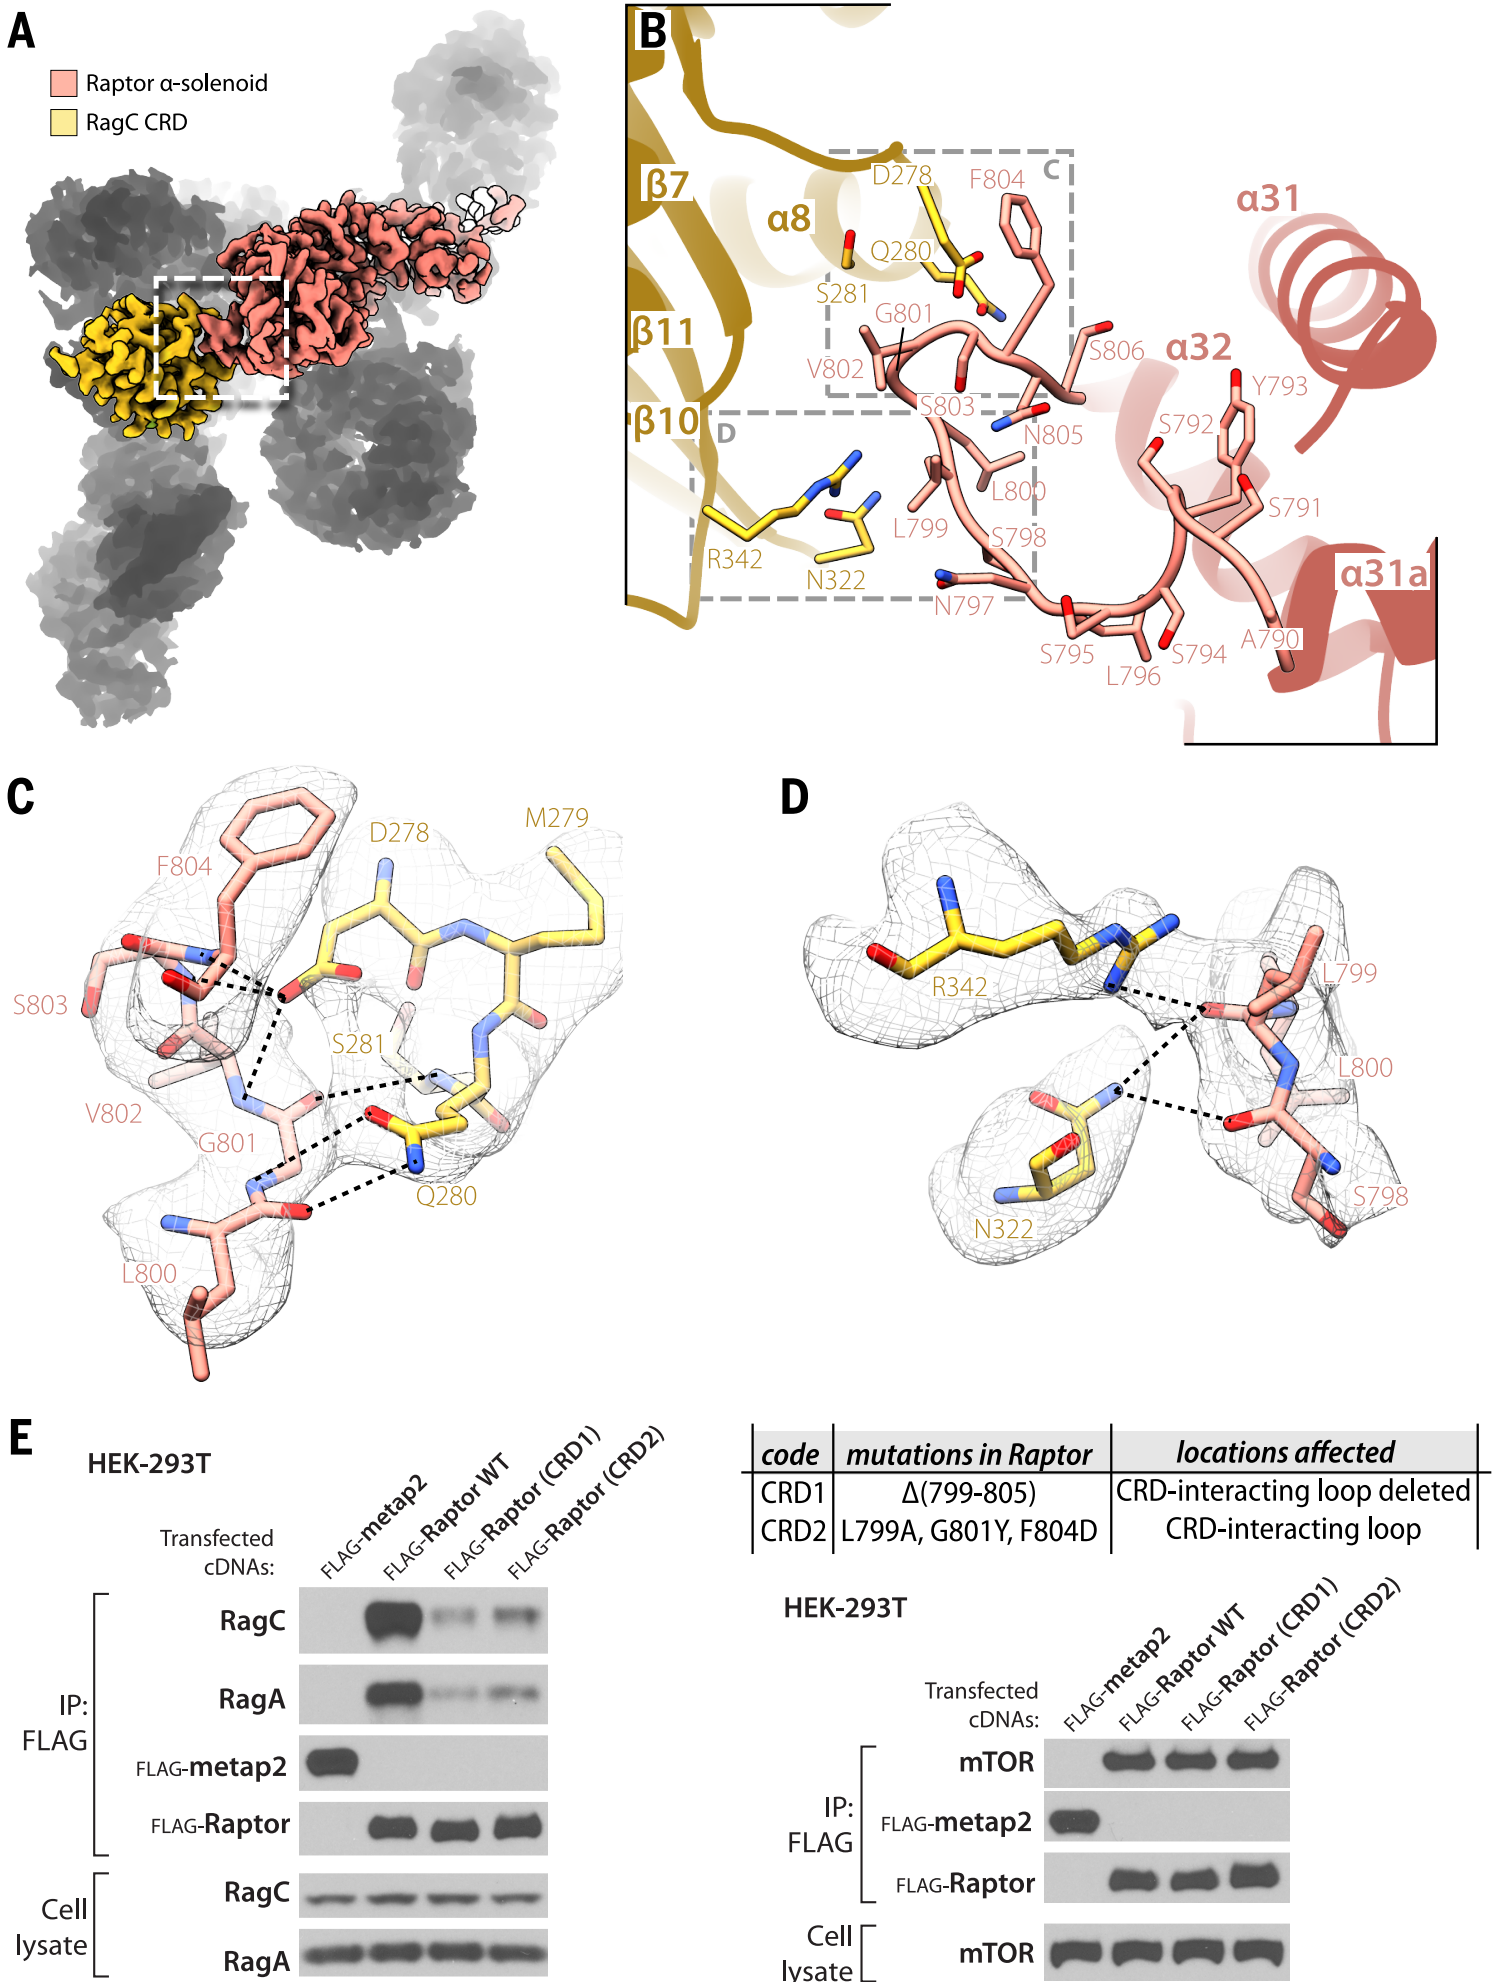 A
Raptor α-solenoid
RagC CRD
B
β7
α8
D278
F804
C
α31
Q280
S281
G801
β11
V802
S806
α32
Y793
S803
N805
S792
β10
D
L800
S791
L799
S798
R342
N322
N797
α31a
S795
S794
A790
L796
C
D278
M279
F804
S803
S281
V802
G801
Q280
L800
D
L799
R342
L800
S798
N322
E
HEK-293T
Transfected
cDNAs:
FLAG-metap2
FLAG-Raptor WT
FLAG-Raptor (CRD1)
FLAG-Raptor (CRD2)
IP:
FLAG
RagC
RagA
FLAG-metap2
FLAG-Raptor
Cell
lysate
RagC
RagA
code mutations in Raptor locations affected
CRD1 Δ(799-805) CRD-interacting loop deleted
CRD2 L799A, G801Y, F804D CRD-interacting loop
HEK-293T
Transfected
cDNAs:
FLAG-metap2
FLAG-Raptor WT
FLAG-Raptor (CRD1)
FLAG-Raptor (CRD2)
IP:
FLAG
mTOR
FLAG-metap2
FLAG-Raptor
Cell
lysate
mTOR